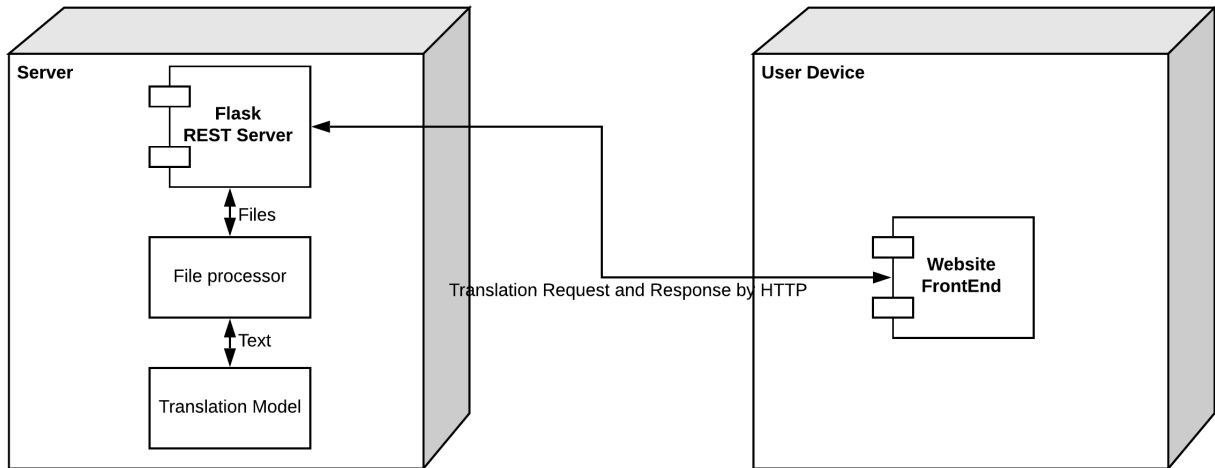 Server
Flask
REST Server
Files
File processor
Text
Translation Model
Translation Request and Response by HTTP
User Device
Website
FrontEnd